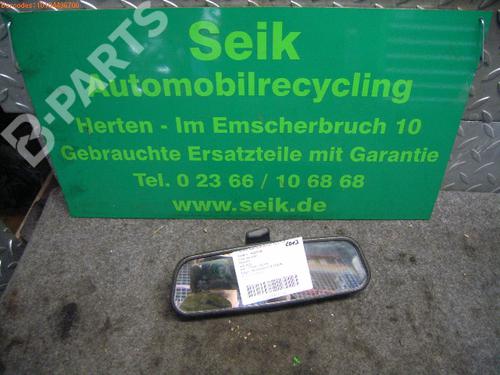 Seik
Automobilrecycling
Herten - Im Emscherbruch 10
Gebrauchte Ersatzteile mit Garantie
Tel. 0 23 66 / 10 68 68
www.seik.de
B-PARTS